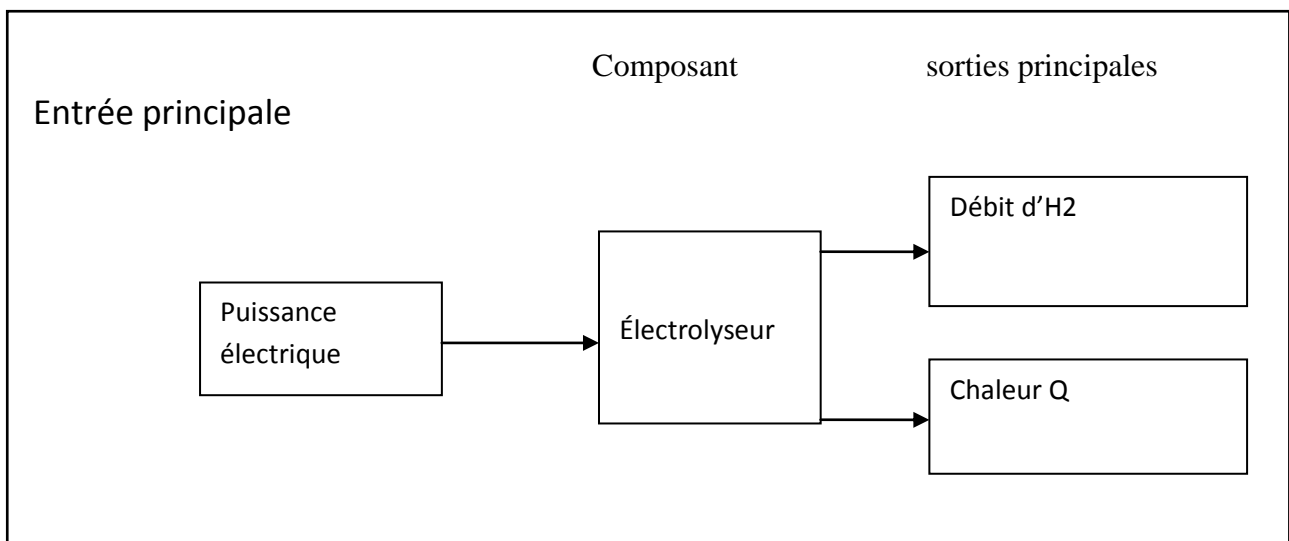 Composant
sorties principales
Entrée principale
Débit d’H2
Puissance
électrique
Électrolyseur
Chaleur Q